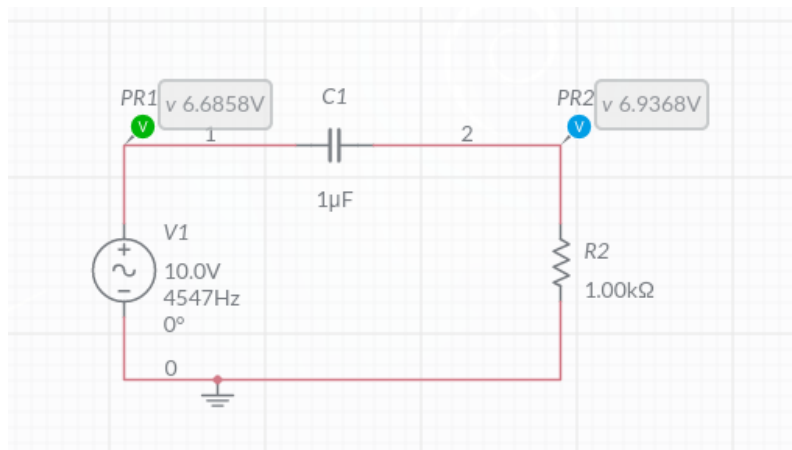 PR1 v 6.6858V
C1
PR2 v 6.9368V
V
V
1
2
1µF
V1
10.0V
4547Hz
0°
R2
1.00kΩ
0